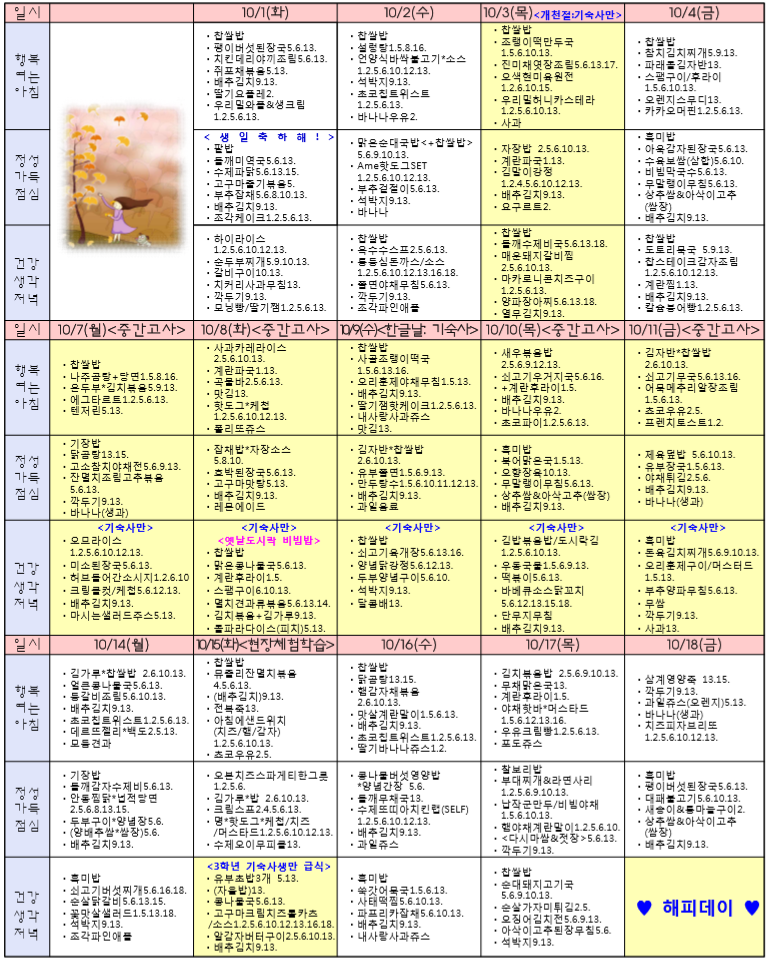 일시
10/1(화)
10/2(수)
10/3(목)<개천절:기숙사만>
10/4(금)
행복
여는
아침
· 찹쌀밥
· 팽이버섯된장국5.6.13.
· 치킨데리야끼조림5.6.13.
· 쥐포채볶음5.13.
· 배추김치9.13.
· 딸기요플레2.
· 우리밀와플&생크림
1.2.5.6.13.
· 찹쌀밥
· 설렁탕1.5.8.16.
· 언양식바싹불고기*소스
1.2.5.6.10.12.13.
· 석박지9.13.
· 초코칩트위스트
1.2.5.6.10.12.13.
· 바나나우유2.
· 찹쌀밥
· 조랭이떡만두국
1.5.6.10.13.
· 진미채엿장조림5.6.13.17.
· 오색현미육원전
1.2.6.10.15.
· 우리밀허니카스테라
1.2.5.6.10.13.
· 사과
· 찹쌀밥
· 참치김치찌개5.9.13.
· 파래돌김자반13.
· 스팸구이/후라이
1.5.6.10.13.
· 오렌지스무디13.
· 카카오머핀1.2.5.6.13.
정성
가득
점심
< 생 일 축 하 해 ! >
· 팥밥
· 들깨미역국5.6.13.
· 수제파닭5.6.13.15.
· 고구마줄기볶음5.
· 부추잡채5.6.8.10.13.
· 배추김치9.13.
· 조각케이크1.2.5.6.13.
· 맑은순대국밥<+찹쌀밥>
5.6.9.10.13.
· Ame핫도그SET
1.2.5.6.10.12.13.
· 부추겉절이5.6.13.
· 석박지9.13.
· 바나나
· 자장밥 2.5.6.10.13.
· 계란파국1.13.
· 김말이강정
1.2.4.5.6.10.12.13.
· 배추김치9.13.
· 요구르트2.
· 흑미밥
· 아욱감자된장국5.6.13.
· 수육보쌈(삼합)5.6.10.
· 비빔막국수5.6.13.
· 무말랭이무침5.6.13.
· 상추쌈&아삭이고추
(쌈장)
· 배추김치9.13.
건강
생각
저녁
· 하이라이스
1.2.5.6.10.12.13.
· 순두부찌개5.9.10.13.
· 갈비구이10.13.
· 치커리사과무침13.
· 깍두기9.13.
· 모닝빵/딸기잼1.2.5.6.13.
· 찹쌀밥
· 옥수수스프2.5.6.13.
· 통등심돈까스/소스
1.2.5.6.10.12.13.16.18.
· 쫄면야채무침5.6.13.
· 깍두기9.13.
· 조각파인애플
· 찹쌀밥
· 들깨수제비국5.6.13.18.
· 매운돼지갈비찜
2.5.6.10.13.
· 마카로니콘치즈구이
1.2.5.6.13.
· 양파장아찌5.6.13.18.
· 열무김치9.13.
· 찹쌀밥
· 도토리묵국 5.9.13.
· 찹스테이크감자조림
1.2.5.6.10.12.13.
· 계란찜1.13.
· 배추김치9.13.
· 칼슘붕어빵1.2.5.6.13.
일시
10/7(월)<중간고사>
10/8(화)<중간고사>
10/9(수)<한글날: 기숙사>
10/10(목)<중간고사>
10/11(금)<중간고사>
행복
여는
아침
· 찹쌀밥
· 나주곰탕+당면1.5.8.16.
· 온두부*김치볶음5.9.13.
· 에그타르트1.2.5.6.13.
· 텐저린5.13.
· 사과카레라이스
2.5.6.10.13.
· 계란파국1.13.
· 곡물바2.5.6.13.
· 맛김13.
· 핫도그*케첩
1.2.5.6.10.12.13.
· 폴리또쥬스
· 찹쌀밥
· 사골조랭이떡국
1.5.6.13.16.
· 오리훈제야채무침1.5.13.
· 배추김치9.13.
· 딸기잼핫케이크1.2.5.6.13.
· 내사랑사과쥬스
· 맛김13.
· 새우볶음밥
2.5.6.9.12.13.
· 쇠고기우거지국5.6.16.
· +계란후라이1.5.
· 배추김치9.13.
· 바나나우유2.
· 초코파이1.2.5.6.13.
· 김자반*찹쌀밥
2.6.10.13.
· 쇠고기무국5.6.13.16.
· 어묵메추리알장조림
1.5.6.13.
· 쵸코우유2.5.
· 프렌치토스트1.2.
정성
가득
점심
· 기장밥
· 닭곰탕13.15.
· 고소참치야채전5.6.9.13.
· 잔멸치조림고추볶음
5.6.13.
· 깍두기9.13.
· 바나나(생과)
· 잡채밥*자장소스
5.8.10.
· 호박된장국5.6.13.
· 고구마맛탕5.13.
· 배추김치9.13.
· 레몬에이드
· 김자반*찹쌀밥
2.6.10.13.
· 유부쫄면1.5.6.9.13.
· 만두탕수1.5.6.10.11.12.13.
· 배추김치9.13.
· 과일음료
· 흑미밥
· 북어맑은국1.5.13.
· 오향장육10.13.
· 무말랭이무침5.6.13.
· 상추쌈&아삭고추(쌈장)
· 배추김치9.13.
· 제육덮밥 5.6.10.13.
· 유부장국1.5.6.13.
· 야채튀김2.5.6.
· 배추김치9.13.
· 배추김치9.13.
건강
생각
저녁
<기숙사만>
· 오므라이스
1.2.5.6.10.12.13.
· 미소된장국5.6.13.
· 허브들어간소시지1.2.6.10
· 크림롤컷/케첩5.6.12.13.
· 배추김치9.13.
· 마시는샐러드주스5.13.
<기숙사만>
<옛날도시락 비빔밥>
· 찹쌀밥
· 맑은콩나물국5.6.13.
· 계란후라이1.5.
· 스팸구이6.10.13.
· 멸치견과류볶음5.6.13.14.
· 김치볶음+김가루9.13.
· 쿨파라다이스(피치)5.13.
<기숙사만>
· 찹쌀밥
· 쇠고기육개장5.6.13.16.
· 양념닭강정5.6.12.13.
· 두부양념구이5.6.10.
· 석박지9.13.
· 달콤배13.
<기숙사만>
· 김밥볶음밥/도시락김
1.2.5.6.10.13.
· 우동국물1.5.6.9.13.
· 떡볶이5.6.13.
· 바베큐소스닭꼬치
5.6.12.13.15.18.
· 단무지무침
· 배추김치9.13.
<기숙사만>
· 흑미밥
· 돈육김치찌개5.6.9.10.13.
· 오리훈제구이/머스터드
1.5.13.
· 부추양파무침5.6.13.
· 무쌈
· 깍두기9.13.
· 사과13.
일시
10/14(월)
10/15(화)<현장체험학습>
10/16(수)
10/17(목)
10/18(금)
행복
여는
아침
· 김가루*찹쌀밥 2.6.10.13.
· 얼큰콩나물국5.6.13.
· 등갈비조림5.6.10.13.
· 배추김치9.13.
· 초코칩트위스트1.2.5.6.13.
· 데르뜨젤리*백도2.5.13.
· 모듬견과
· 찹쌀밥
· 뮤즐리잔멸치볶음
4.5.6.13.
· (배추김치)9.13.
· 전복죽13.
· 아침에샌드위치
(치즈/햄/감자)
1.2.5.6.10.13.
· 쵸코우유2.5.
· 찹쌀밥
· 닭곰탕13.15.
· 햄감자채볶음
2.6.10.13.
· 맛살계란말이1.5.6.13.
· 배추김치9.13.
· 초코칩트위스트1.2.5.6.13.
· 딸기바나나쥬스1.2.
· 김치볶음밥 2.5.6.9.10.13.
· 무채맑은국13.
· 계란후라이1.5.
· 야채핫바*머스타드
1.5.6.12.13.16.
· 우유크림빵1.2.5.6.13.
· 포도쥬스
· 삼계영양죽 13.15.
· 깍두기9.13.
· 과일쥬스(오렌지)5.13.
· 바나나(생과)
· 치즈피자브리또
1.2.5.6.10.12.13.
정성
가득
점심
· 기장밥
· 들깨감자수제비5.6.13.
· 안동찜닭*넙적당면
2.5.6.8.13.15.
· 두부구이*양념장5.6.
· (양배추쌈*쌈장)5.6.
· 배추김치9.13.
· 오븐치즈스파게티한그릇
1.2.5.6.
· 김가루*밥 2.6.10.13.
· 크림스프2.4.5.6.13.
· 명*핫도그*케첩/치즈
/머스타드1.2.5.6.10.12.13.
· 수제오이무피클13.
· 콩나물버섯영양밥
*양념간장 5.6.
· 들깨무채국13.
· 수제또띠아치킨랩(SELF)
1.2.5.6.10.12.13.
· 배추김치9.13.
· 과일쥬스
· 찰보리밥
· 부대찌개&라면사리
1.2.5.6.9.10.13.
· 납작군만두/비빔야채
1.5.6.10.13.
· 햄야채계란말이1.2.5.6.10.
· <다시마쌈&젓장>5.6.13.
· 깍두기9.13.
· 흑미밥
· 팽이버섯된장국5.6.13.
· 대패불고기5.6.10.13.
· 새송이&통마늘구이2.
· 상추쌈&아삭이고추
(쌈장)
· 배추김치9.13.
건강
생각
저녁
· 흑미밥
· 쇠고기버섯찌개5.6.16.18.
· 순살닭갈비5.6.13.15.
· 꽃맛살샐러드1.5.13.18.
· 석박지9.13.
· 조각파인애플
<3학년 기숙사생만 급식>
· 유부초밥3개 5.13.
· (자율밥)13.
· 콩나물국5.6.13.
· 고구마크림치즈롤카츠
/소스1.2.5.6.10.12.13.16.18.
· 알감자버터구이2.5.6.10.13.
· 배추김치9.13.
· 흑미밥
· 쑥갓어묵국1.5.6.13.
· 사태떡찜5.6.10.13.
· 파프리카잡채5.6.10.13.
· 배추김치9.13.
· 내사랑사과쥬스
· 찹쌀밥
· 순대돼지고기국
5.6.9.10.13.
· 순살가자미튀김2.5.
· 오징어김치전5.6.9.13.
· 아삭이고추된장무침5.6.
· 석박지9.13.
♥ 해피데이 ♥